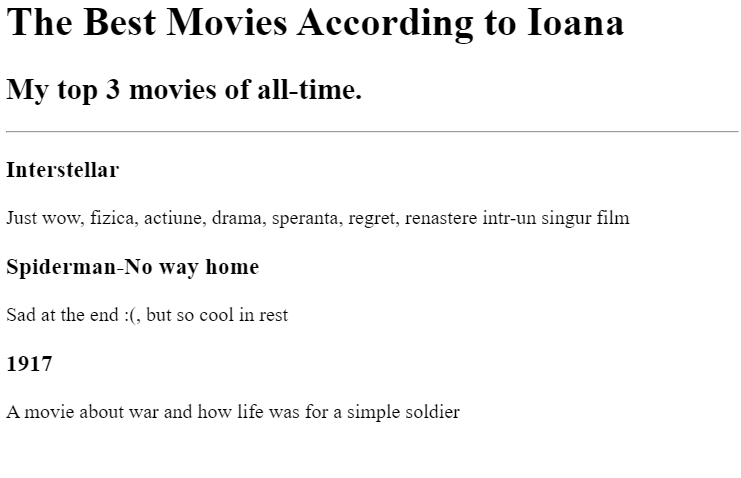 The Best Movies According to Ioana
My top 3 movies of all-time.
Interstellar
Just wow, fizica, actiune, drama, speranta, regret, renastere intr-un singur film
Spiderman-No way home
Sad at the end :(, but so cool in rest
1917
A movie about war and how life was for a simple soldier